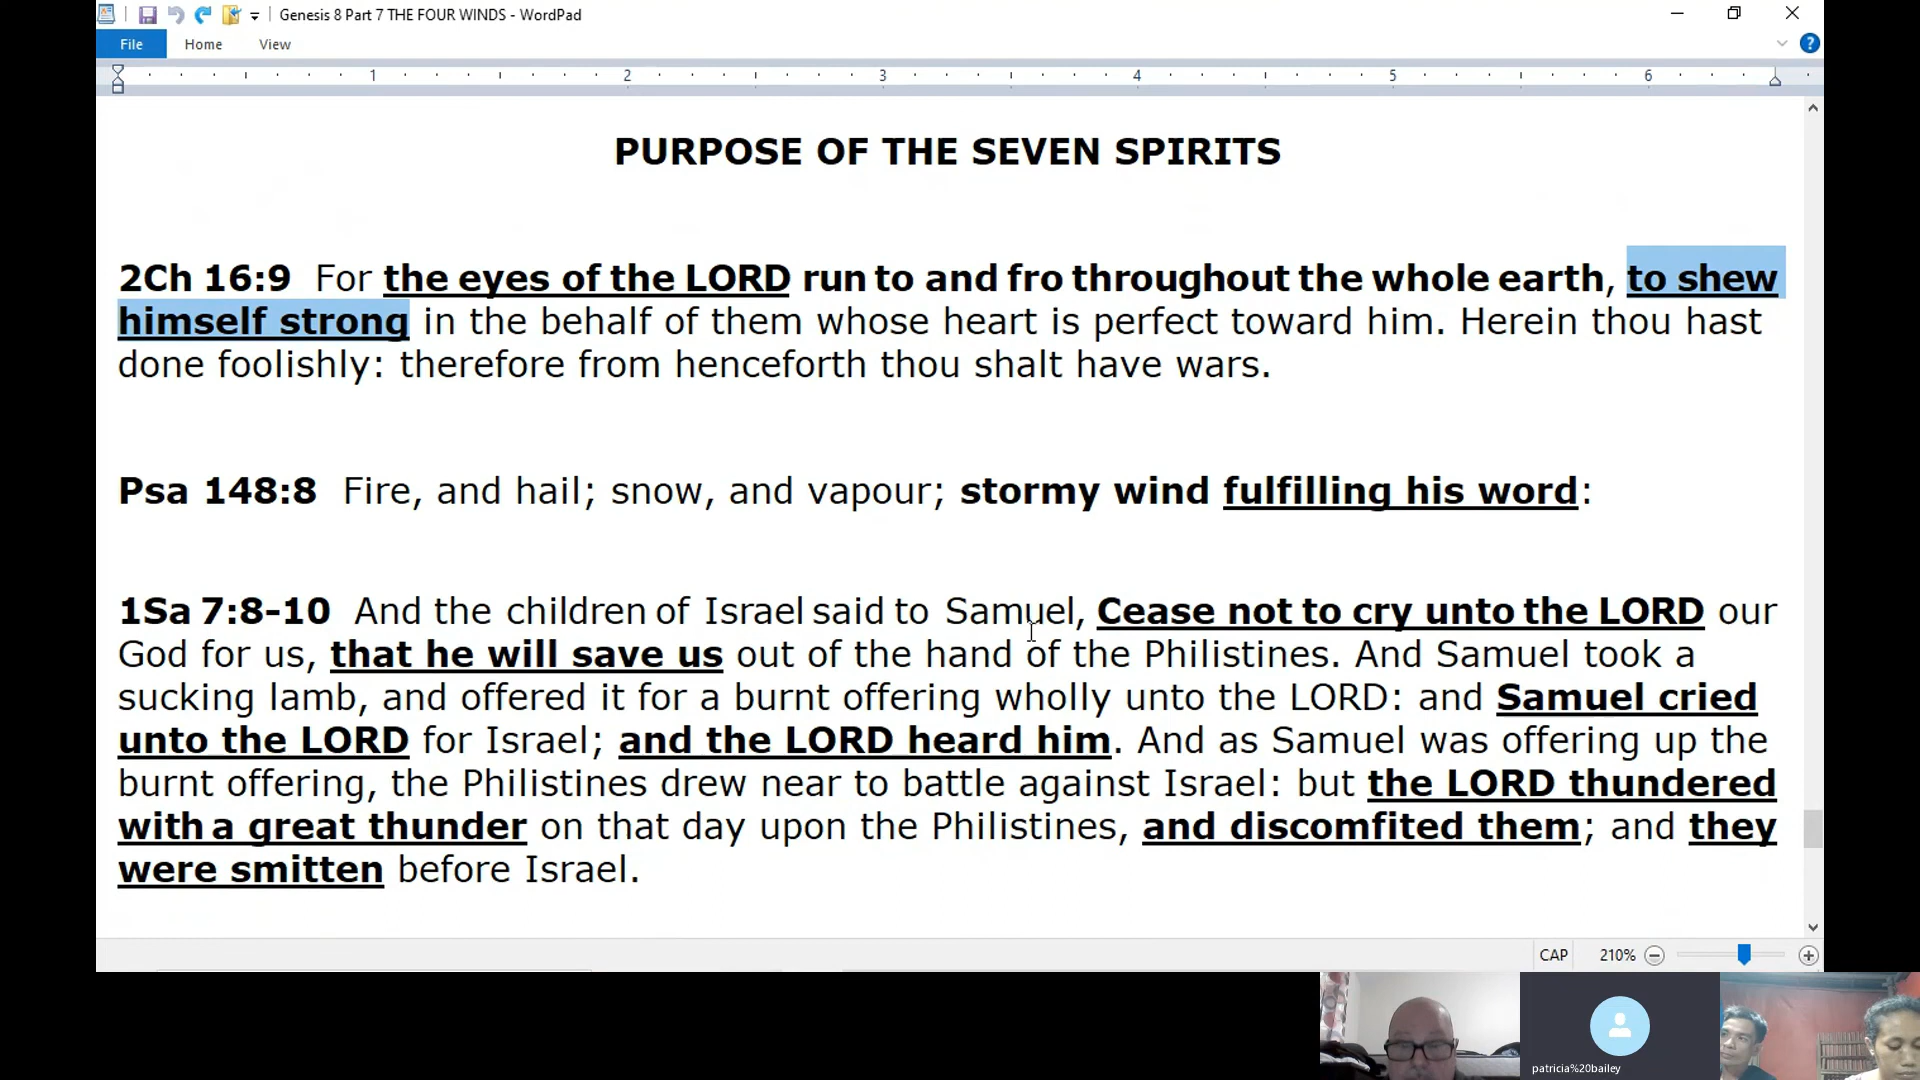 Genesis 8 Part 7 THE FOUR WINDS - WordPad
File Home View
1 2 3 4 5 6
PURPOSE OF THE SEVEN SPIRITS
2Ch 16:9 For the eyes of the LORD run to and fro throughout the whole earth, to shew
himself strong in the behalf of them whose heart is perfect toward him. Herein thou hast
done foolishly: therefore from henceforth thou shalt have wars.
Psa 148:8 Fire, and hail; snow, and vapour; stormy wind fulfilling his word:
1Sa 7:8-10 And the children of Israel said to Samuel, Cease not to cry unto the LORD our
God for us, that he will save us out of the hand of the Philistines. And Samuel took a
sucking lamb, and offered it for a burnt offering wholly unto the LORD: and Samuel cried
unto the LORD for Israel; and the LORD heard him. And as Samuel was offering up the
burnt offering, the Philistines drew near to battle against Israel: but the LORD thundered
with a great thunder on that day upon the Philistines, and discomfited them; and they
were smitten before Israel.
CAP 210%
patricia%20bailey